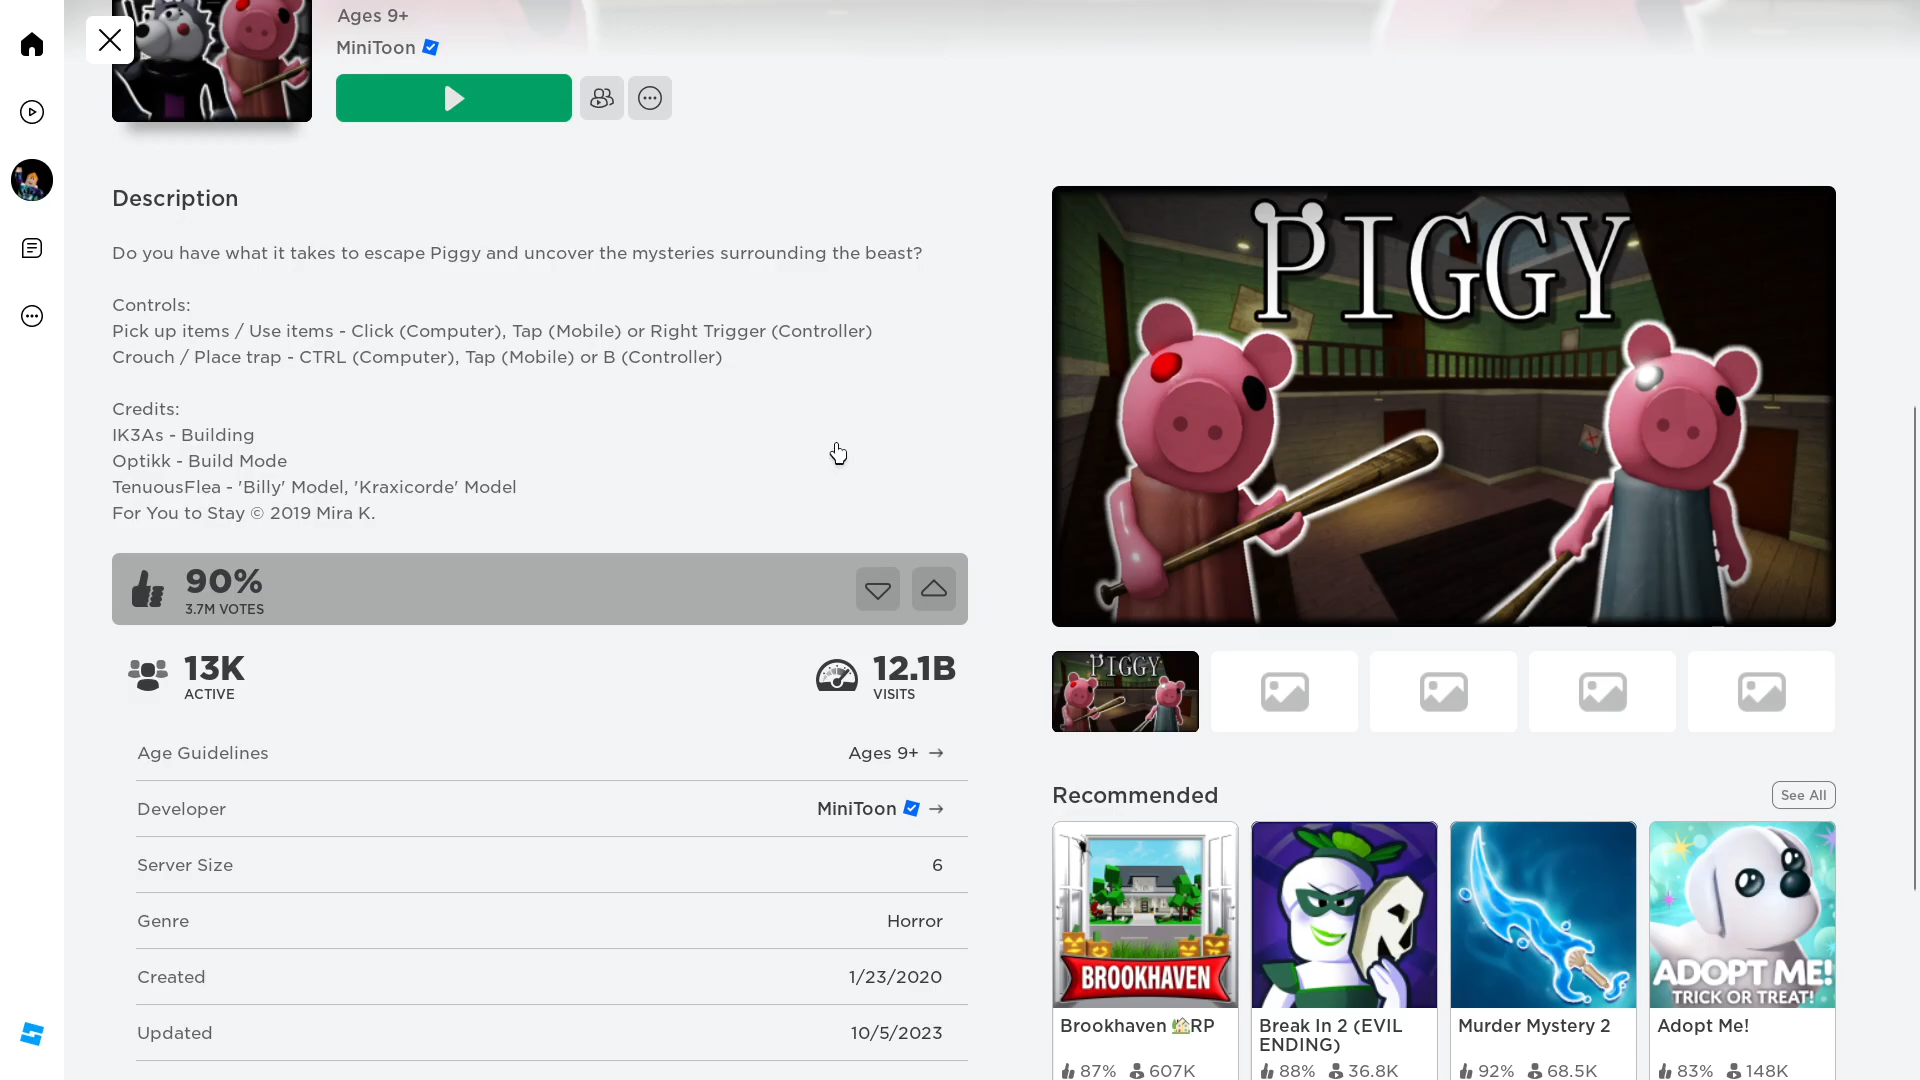 Ages 9+
MiniToon
Description
Do you have what it takes to escape Piggy and uncover the mysteries surrounding the beast?
Controls:
Pick up items / Use items - Click (Computer), Tap (Mobile) or Right Trigger (Controller)
Crouch / Place trap - CTRL (Computer), Tap (Mobile) or B (Controller)
Credits:
IK3As - Building
Optikk - Build Mode
TenuousFlea - 'Billy' Model, 'Kraxicorde' Model
For You to Stay © 2019 Mira K.
90%
3.7M VOTES
13K
ACTIVE
12.1B
VISITS
Age Guidelines Ages 9+ →
Developer MiniToon →
Server Size 6
Genre Horror
Created 1/23/2020
Updated 10/5/2023
PIGGY
PIGGY
Recommended
See All
BROOKHAVEN
R
ADOPT ME!
TRICK OR TREAT!
Brookhaven 🏡RP
87% 607K
Break In 2 (EVIL
ENDING)
88% 36.8K
Murder Mystery 2
92% 68.5K
Adopt Me!
83% 148K